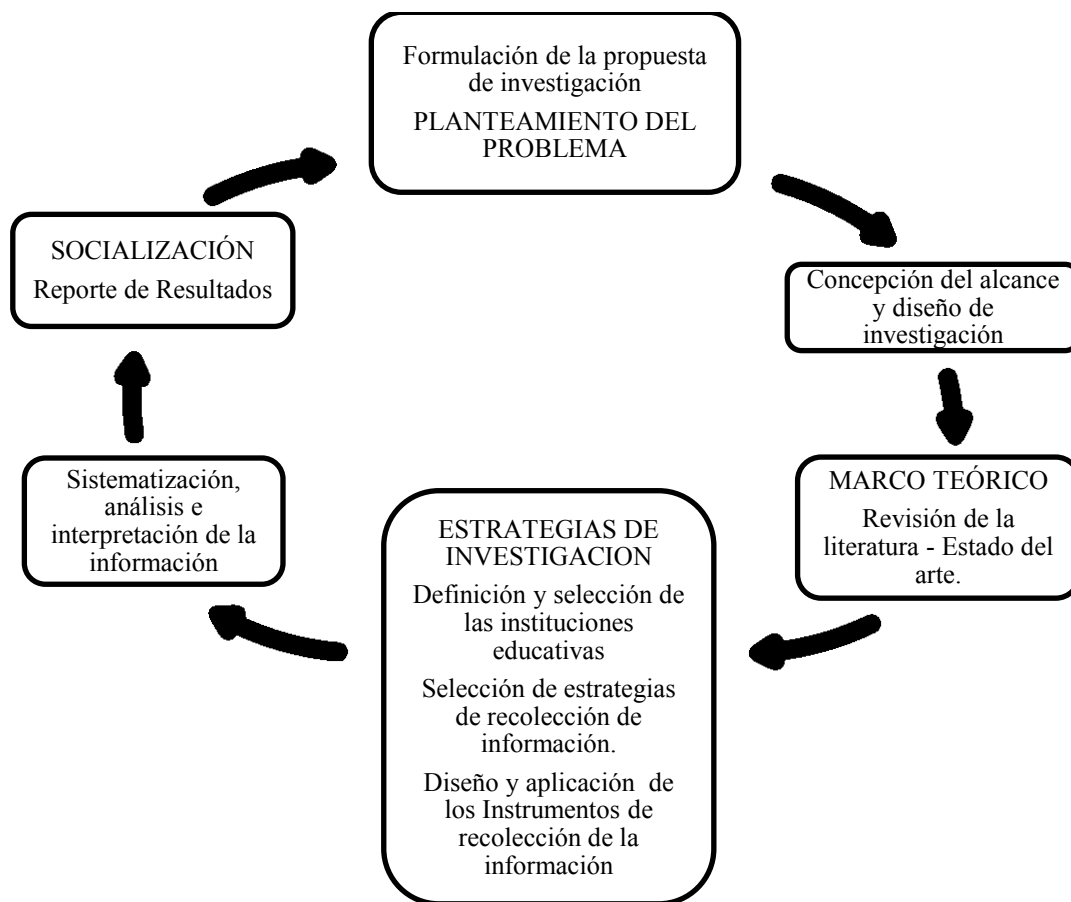 Formulación de la propuesta
de investigación
PLANTEAMIENTO DEL
PROBLEMA
Concepción del alcance
y diseño de
investigación
MARCO TEÓRICO
Revisión de la
literatura - Estado del
arte.
ESTRATEGIAS DE
INVESTIGACION
Definición y selección de
las instituciones
educativas
Selección de estrategias
de recolección de
información.
Diseño y aplicación  de
los Instrumentos de
recolección de la
información
Sistematización,
análisis e
interpretación de la
información
SOCIALIZACIÓN
Reporte de Resultados